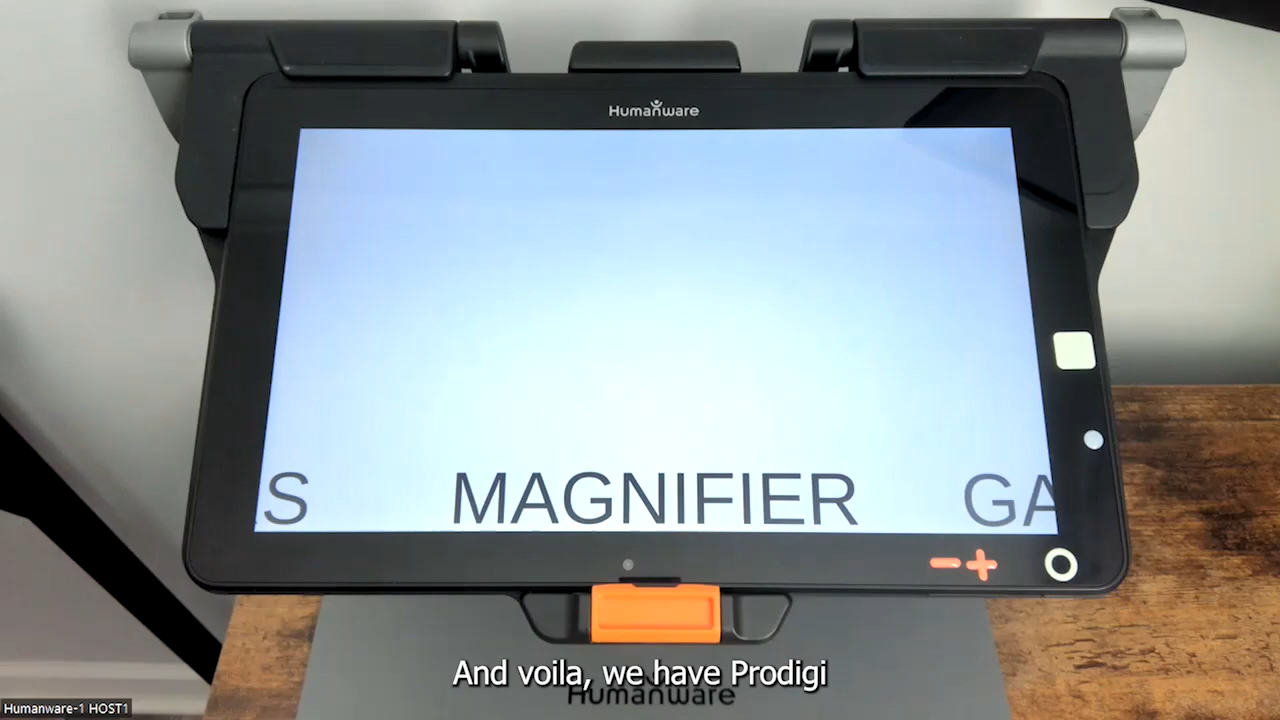 Humanware
S MAGNIFIER GA
And voila, we have Prodigi
Humanware
Humanware-1 HOST1